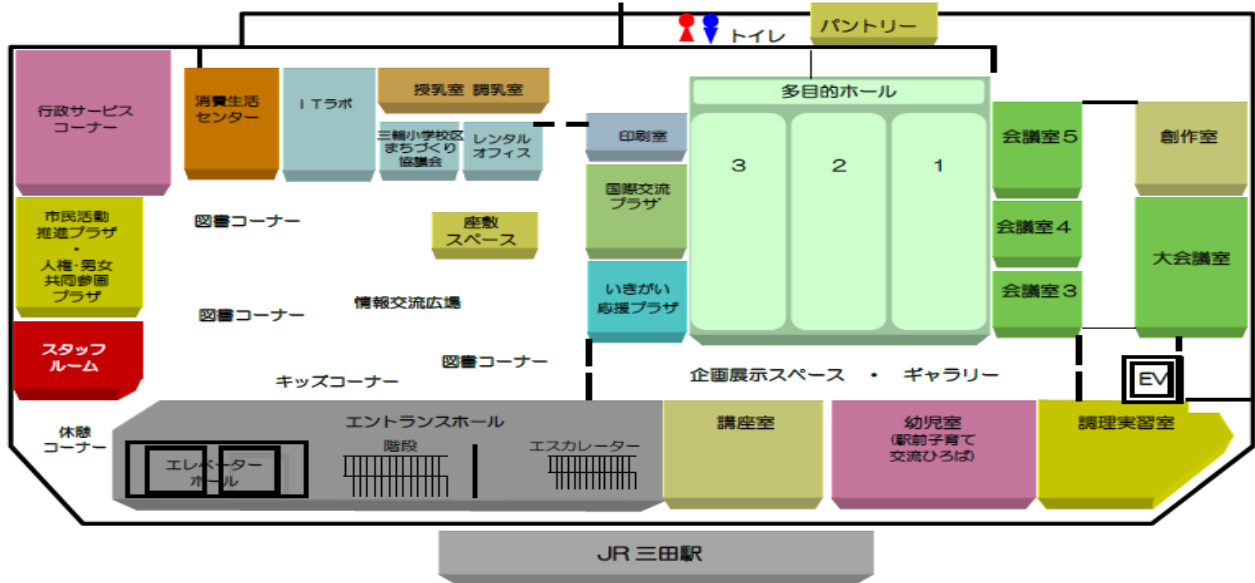 パントリー
トイレ
行政サービス
コーナー
消費生活
センター
ITラボ
授乳室 調乳室
三輪小学校区
まちづくり
協議会
レンタル
オフィス
印刷室
多目的ホール
3
2
1
会議室5
創作室
国際交流
プラザ
市民活動
推進プラザ
・
人権・男女
共同参画
プラザ
図書コーナー
座敷
スペース
会議室4
大会議室
いきがい
応援プラザ
会議室3
情報交流広場
図書コーナー
スタッフ
ルーム
図書コーナー
キッズコーナー
企画展示スペース ・ ギャラリー
EV
休憩
コーナー
エントランスホール
階段
エスカレーター
エレベーター
ホール
講座室
幼児室
(駅前子育て
交流ひろば)
調理実習室
JR 三田駅